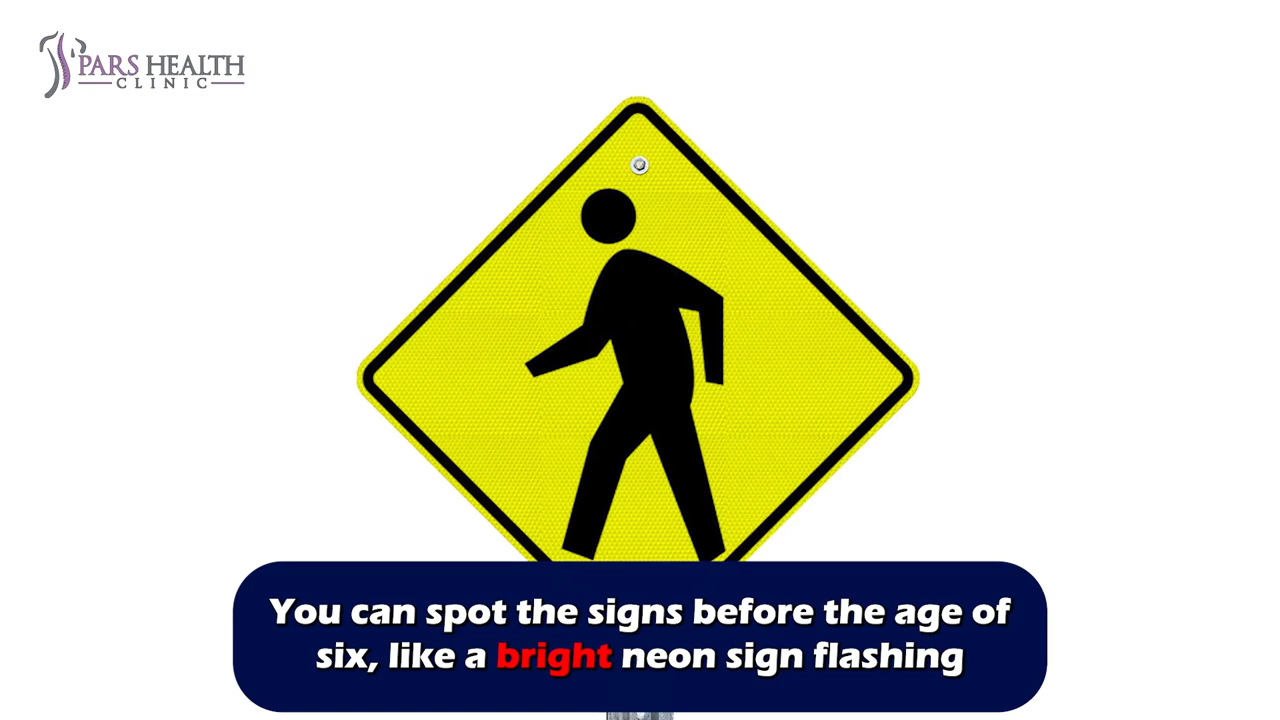 PARS HEALTH
CLINIC
You can spot the signs before the age of
six, like a bright neon sign flashing